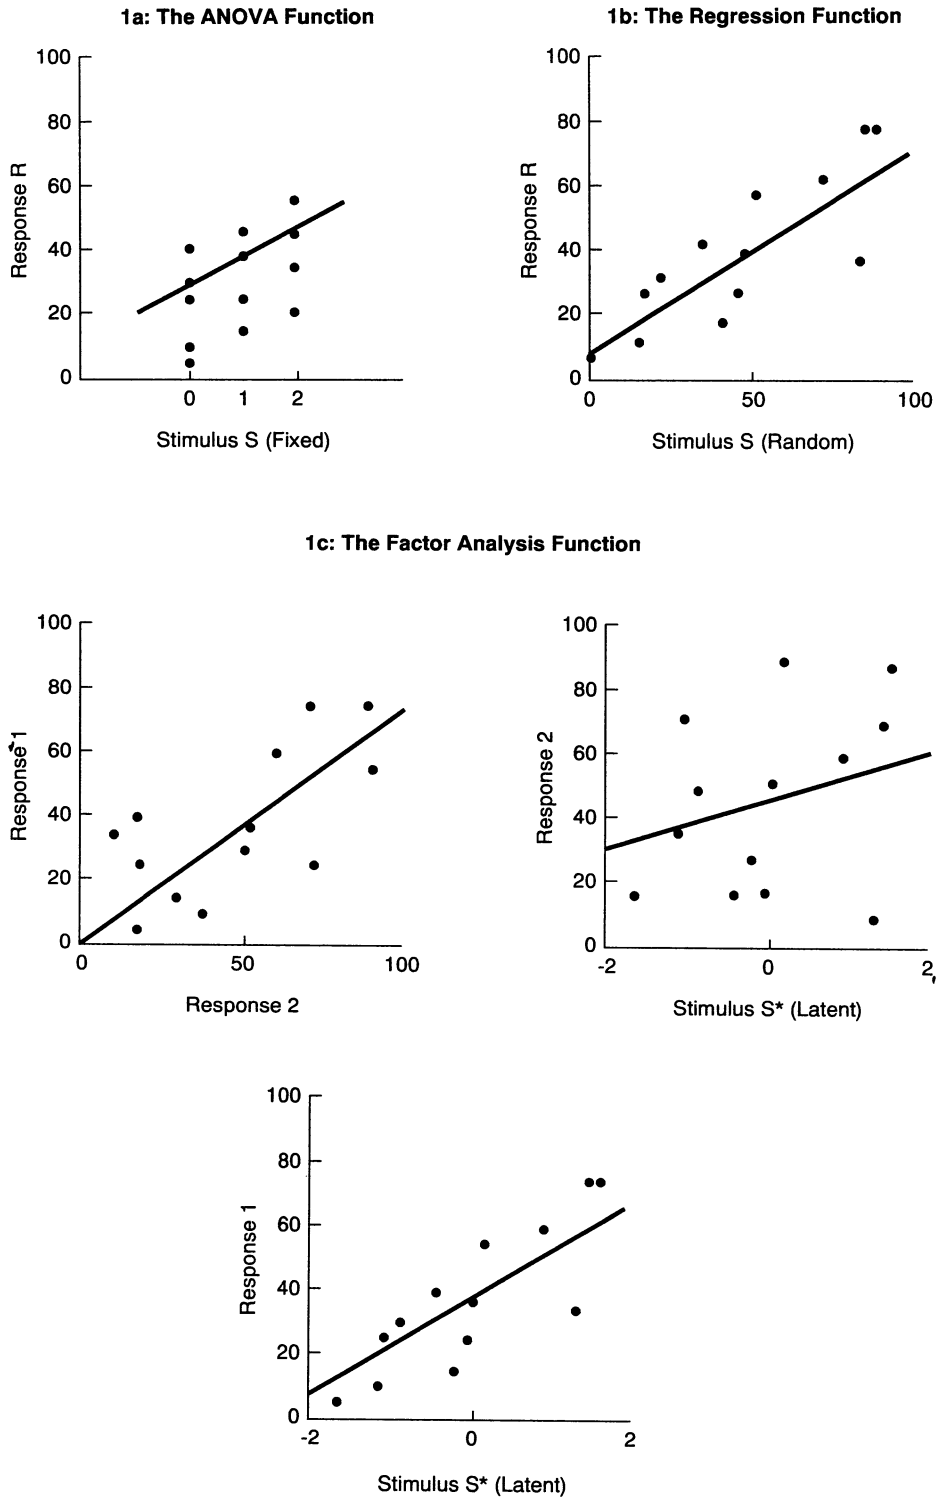 1a: The ANOVA Function
1b: The Regression Function
100
80
60
40
20
0
Response R
0 1 2
Stimulus S (Fixed)
100
80
60
40
20
0
Response R
0 50 100
Stimulus S (Random)
1c: The Factor Analysis Function
100
80
60
40
20
0
Response 1
0 50 100
Response 2
100
80
60
40
20
0
Response 2
-2 0 2
Stimulus S* (Latent)
100
80
60
40
20
0
Response 1
-2 0 2
Stimulus S* (Latent)